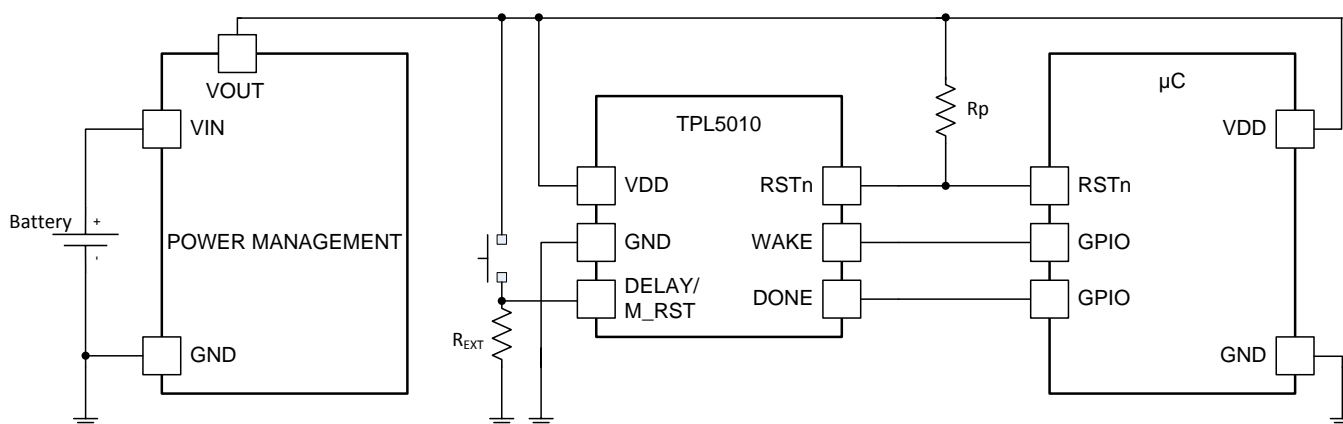 VOUT
VIN
Battery
+
-
POWER MANAGEMENT
GND
R_EXT
TPL5010
VDD
GND
DELAY/
M_RST
RSTn
WAKE
DONE
Rp
µC
VDD
RSTn
GPIO
GPIO
GND